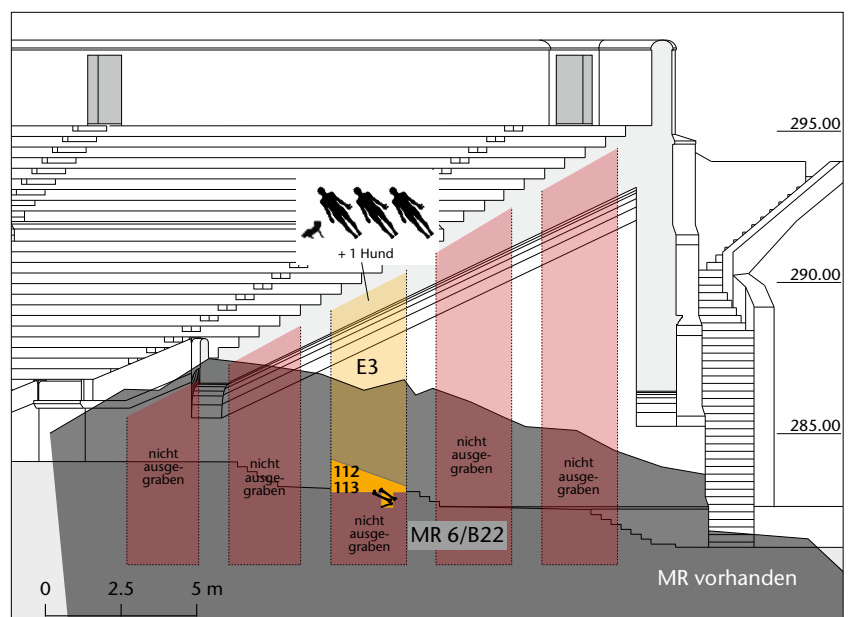 295.00
+ 1 Hund
290.00
E3
285.00
nicht
ausge-
graben
nicht
ausge-
graben
112
113
nicht
ausge-
graben
nicht
ausge-
graben
nicht
ausge-
graben
MR 6/B22
MR vorhanden
0 2.5 5 m